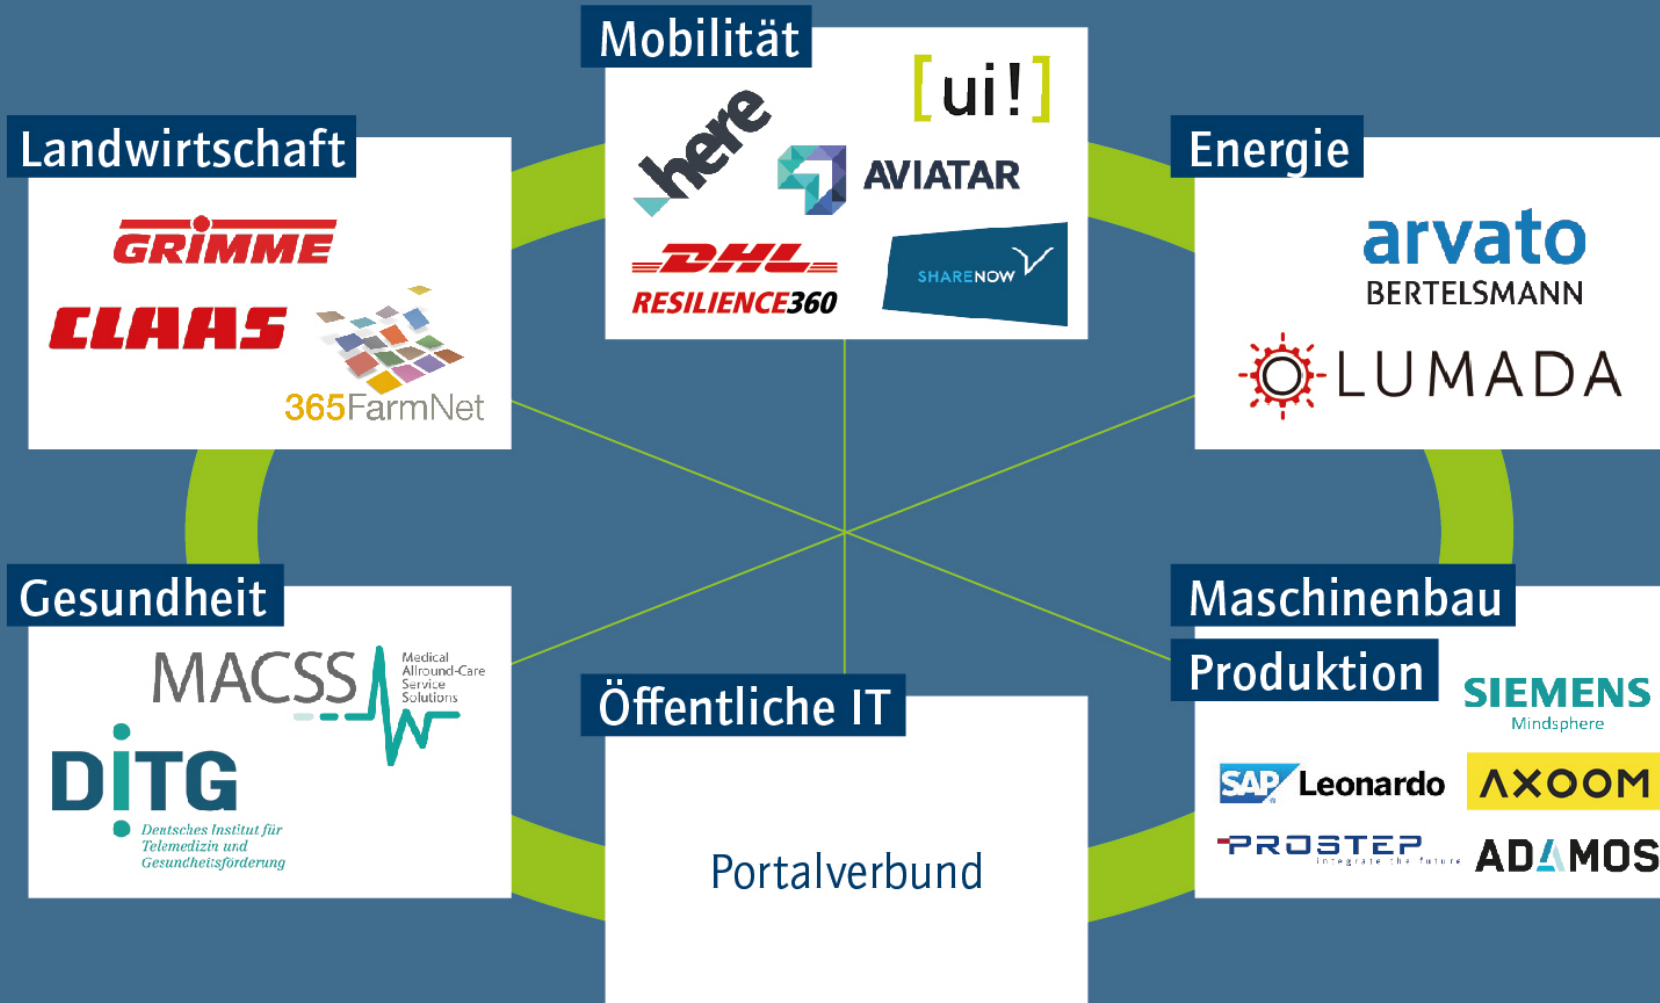 Mobilität
[ui!]
here
AVIATAR
DHL
RESILIENCE360
SHARENOW
Landwirtschaft
GRIMME
CLAAS
365FarmNet
Energie
arvato
BERTELSMANN
LUMADA
Gesundheit
MACSS
Medical
Allround-Care
Service
Solutions
DiTG
Deutsches Institut für
Telemedizin und
Gesundheitsförderung
Öffentliche IT
Portalverbund
Maschinenbau
Produktion
SIEMENS
Mindsphere
SAP® Leonardo
AXOOM
PROSTEP
integrate the future
ADAMOS